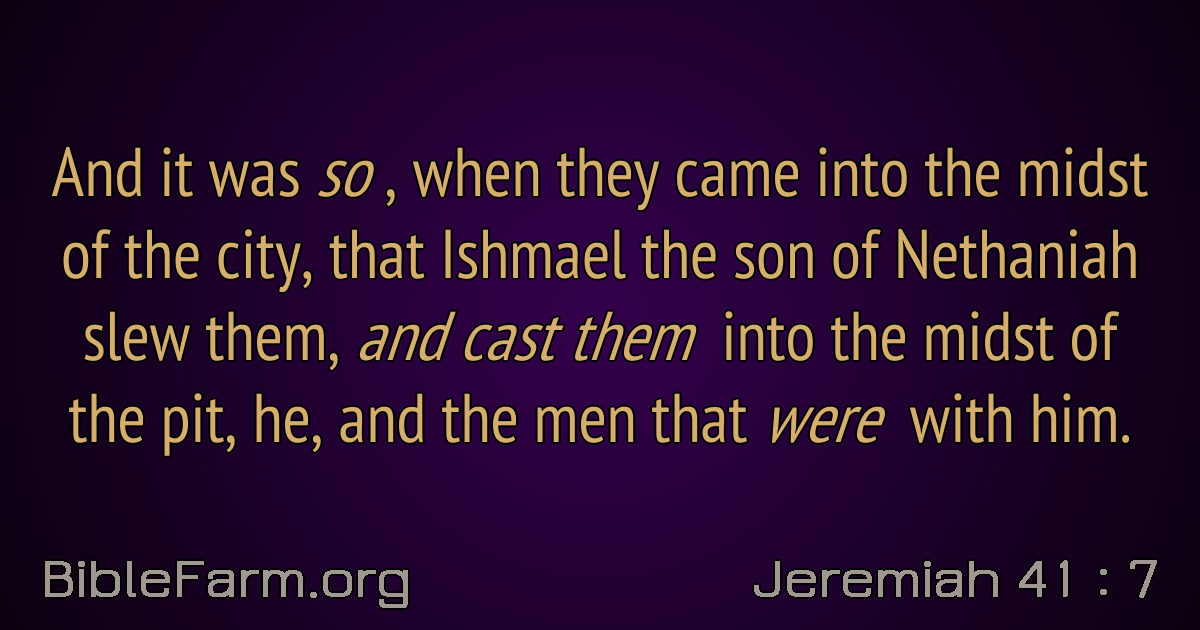 And it was so , when they came into the midst
of the city, that Ishmael the son of Nethaniah
slew them, and cast them into the midst of
the pit, he, and the men that were with him.
BibleFarm.org
Jeremiah 41 : 7